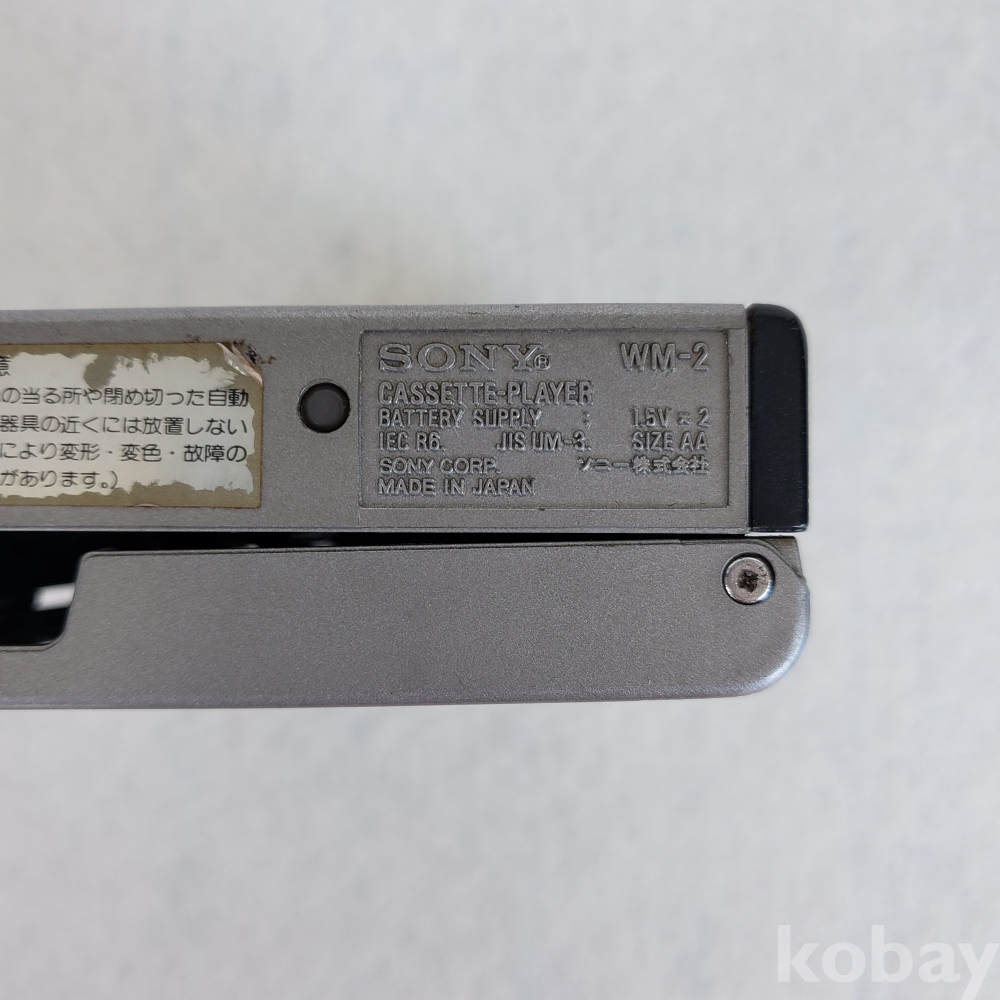 意
の当る所や閉め切った自動
器具の近くには放置しない
により変形・変色・故障の
があります。)
SONY® WM-2
CASSETTE-PLAYER
BATTERY SUPPLY : 1.5V × 2
IEC R6. JIS UM-3. SIZE AA
SONY CORP. ソニー株式会社
MADE IN JAPAN
kobay